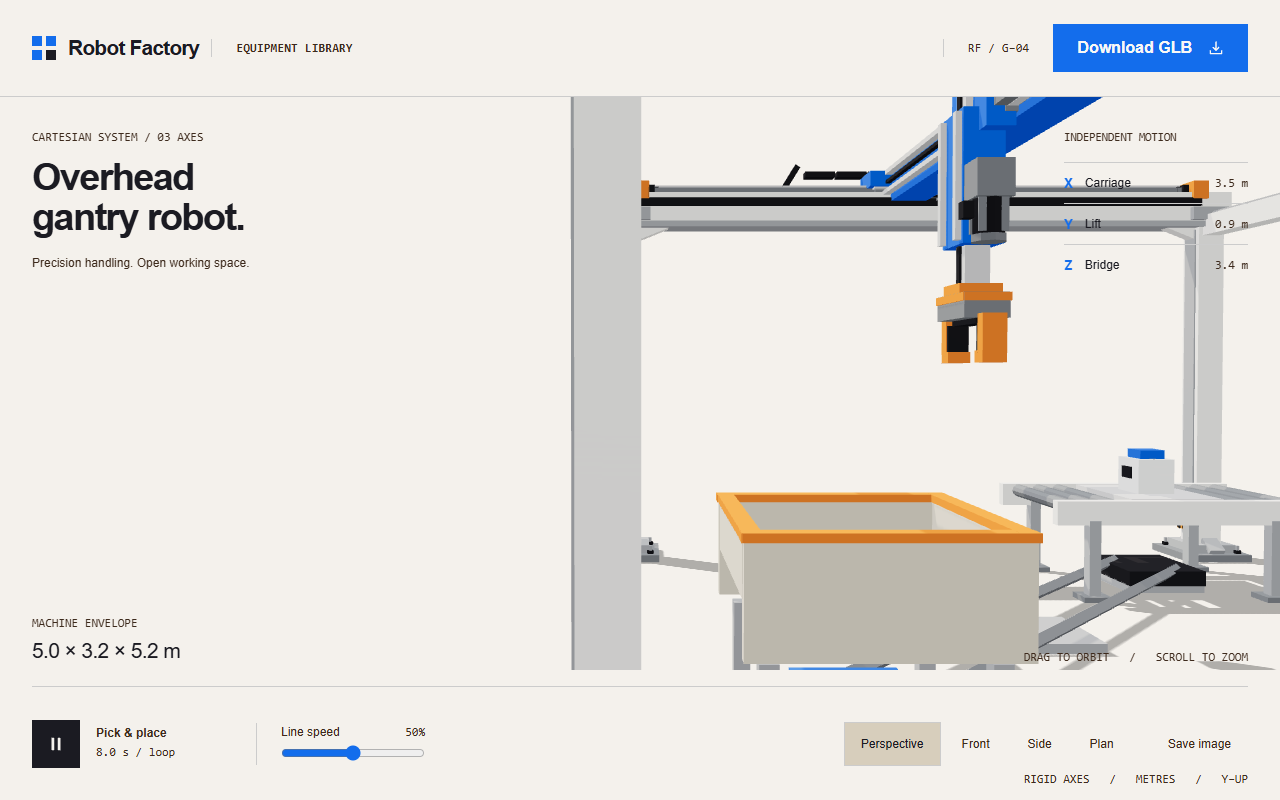 Robot Factory
EQUIPMENT LIBRARY
RF / G-04
Download GLB
CARTESIAN SYSTEM / 03 AXES
Overhead
gantry robot.
Precision handling. Open working space.
INDEPENDENT MOTION
X Carriage 3.5 m
Y Lift 0.9 m
Z Bridge 3.4 m
MACHINE ENVELOPE
5.0 × 3.2 × 5.2 m
DRAG TO ORBIT / SCROLL TO ZOOM
Pick & place
8.0 s / loop
Line speed 50%
Perspective Front Side Plan Save image
RIGID AXES / METRES / Y-UP